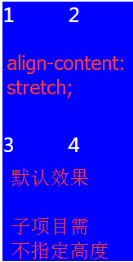 1 2
align-content:
stretch;
3 4
默认效果
子项目需
不指定高度